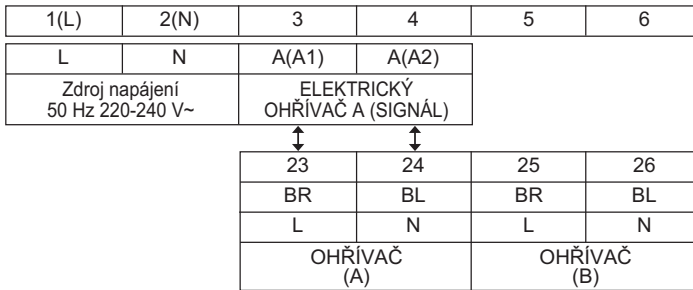 1(L) 2(N) 3 4 5 6
L N A(A1) A(A2)
Zdroj napájení
50 Hz 220-240 V~
ELEKTRICKÝ
OHŘÍVAČ A (SIGNÁL)
23 24 25 26
BR BL BR BL
L N L N
OHŘÍVAČ
(A)
OHŘÍVAČ
(B)